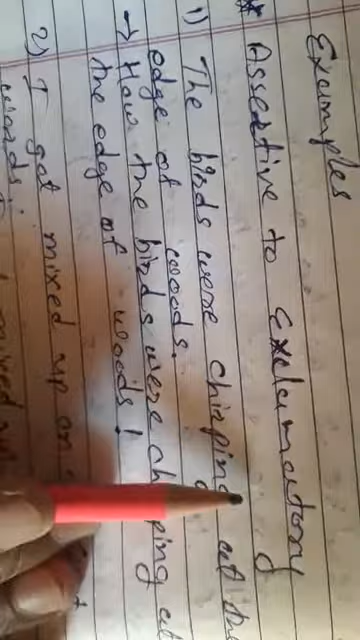 Examples
* Assertive to Exclamatory
1) The birds were chirping at the
edge of woods.
→ How the birds were chirping at
the edge of woods!
2) I got mixed up on
words